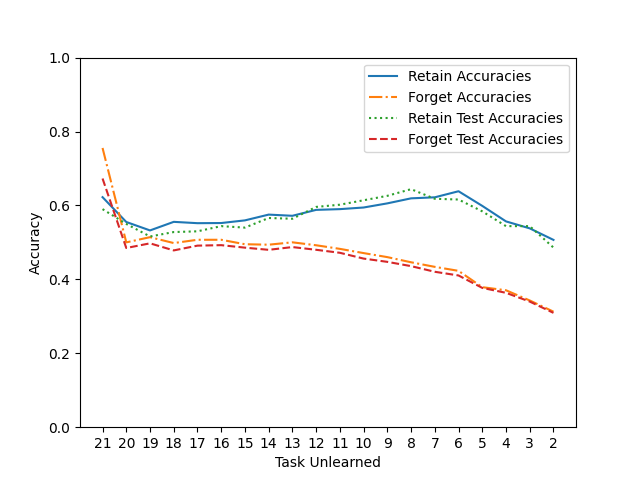 Retain Accuracies
Forget Accuracies
Retain Test Accuracies
Forget Test Accuracies
1.0
0.8
0.6
0.4
0.2
0.0
Accuracy
21 20 19 18 17 16 15 14 13 12 11 10 9 8 7 6 5 4 3 2
Task Unlearned